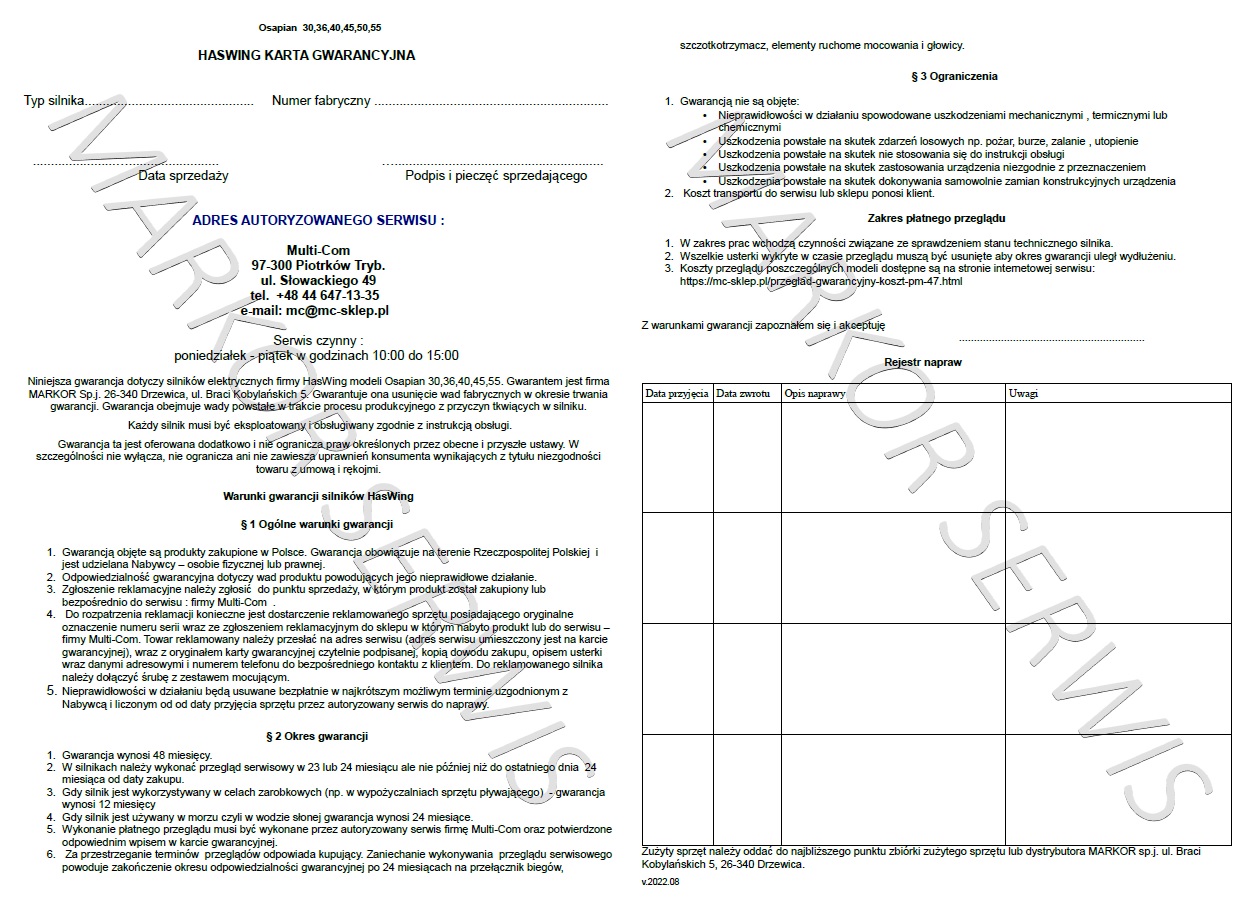 Osapian 30,36,40,45,50,55
HASWING KARTA GWARANCYJNA
Typ silnika................................................ Numer fabryczny .................................................................
................................................... .............................................................
Data sprzedaży Podpis i pieczęć sprzedającego
ADRES AUTORYZOWANEGO SERWISU :
Multi-Com
97-300 Piotrków Tryb.
ul. Słowackiego 49
tel. +48 44 647-13-35
e-mail: mc@mc-sklep.pl
Serwis czynny :
poniedziałek - piątek w godzinach 10:00 do 15:00
Niniejsza gwarancja dotyczy silników elektrycznych firmy HasWing modeli Osapian 30,36,40,45,55. Gwarantem jest firma
MARKOR Sp.j. 26-340 Drzewica, ul. Braci Kobylańskich 5. Gwarantuje ona usunięcie wad fabrycznych w okresie trwania
gwarancji. Gwarancja obejmuje wady powstałe w trakcie procesu produkcyjnego z przyczyn tkwiących w silniku.
Każdy silnik musi być eksploatowany i obsługiwany zgodnie z instrukcją obsługi.
Gwarancja ta jest oferowana dodatkowo i nie ogranicza praw określonych przez obecne i przyszłe ustawy. W
szczególności nie wyłącza, nie ogranicza ani nie zawiesza uprawnień konsumenta wynikających z tytułu niezgodności
towaru z umową i rękojmi.
Warunki gwarancji silników HasWing
§ 1 Ogólne warunki gwarancji
1. Gwarancją objęte są produkty zakupione w Polsce. Gwarancja obowiązuje na terenie Rzeczpospolitej Polskiej i
jest udzielana Nabywcy – osobie fizycznej lub prawnej.
2. Odpowiedzialność gwarancyjna dotyczy wad produktu powodujących jego nieprawidłowe działanie.
3. Zgłoszenie reklamacyjne należy zgłosić do punktu sprzedaży, w którym produkt został zakupiony lub
bezpośrednio do serwisu : firmy Multi-Com .
4. Do rozpatrzenia reklamacji konieczne jest dostarczenie reklamowanego sprzętu posiadającego oryginalne
oznaczenie numeru serii wraz ze zgłoszeniem reklamacyjnym do sklepu w którym nabyto produkt lub do serwisu –
firmy Multi-Com. Towar reklamowany należy przesłać na adres serwisu (adres serwisu umieszczony jest na karcie
gwarancyjnej), wraz z oryginałem karty gwarancyjnej czytelnie podpisanej, kopią dowodu zakupu, opisem usterki
wraz danymi adresowymi i numerem telefonu do bezpośredniego kontaktu z klientem. Do reklamowanego silnika
należy dołączyć śrubę z zestawem mocującym.
5. Nieprawidłowości w działaniu będą usuwane bezpłatnie w najkrótszym możliwym terminie uzgodnionym z
Nabywcą i liczonym od od daty przyjęcia sprzętu przez autoryzowany serwis do naprawy.
§ 2 Okres gwarancji
1. Gwarancja wynosi 48 miesięcy.
2. W silnikach należy wykonać przegląd serwisowy w 23 lub 24 miesiącu ale nie później niż do ostatniego dnia 24
miesiąca od daty zakupu.
3. Gdy silnik jest wykorzystywany w celach zarobkowych (np. w wypożyczalniach sprzętu pływającego) - gwarancja
wynosi 12 miesięcy
4. Gdy silnik jest używany w morzu czyli w wodzie słonej gwarancja wynosi 24 miesiące.
5. Wykonanie płatnego przeglądu musi być wykonane przez autoryzowany serwis firmę Multi-Com oraz potwierdzone
odpowiednim wpisem w karcie gwarancyjnej.
6. Za przestrzeganie terminów przeglądów odpowiada kupujący. Zaniechanie wykonywania przeglądu serwisowego
powoduje zakończenie okresu odpowiedzialności gwarancyjnej po 24 miesiącach na przełącznik biegów,
MARKOR SERWIS
szczotkotrzymacz, elementy ruchome mocowania i głowicy.
§ 3 Ograniczenia
1. Gwarancją nie są objęte:
• Nieprawidłowości w działaniu spowodowane uszkodzeniami mechanicznymi , termicznymi lub
chemicznymi
• Uszkodzenia powstałe na skutek zdarzeń losowych np. pożar, burze, zalanie , utopienie
• Uszkodzenia powstałe na skutek nie stosowania się do instrukcji obsługi
• Uszkodzenia powstałe na skutek zastosowania urządzenia niezgodnie z przeznaczeniem
• Uszkodzenia powstałe na skutek dokonywania samowolnie zamian konstrukcyjnych urządzenia
2. Koszt transportu do serwisu lub sklepu ponosi klient.
Zakres płatnego przeglądu
1. W zakres prac wchodzą czynności związane ze sprawdzeniem stanu technicznego silnika.
2. Wszelkie usterki wykryte w czasie przeglądu muszą być usunięte aby okres gwarancji uległ wydłużeniu.
3. Koszty przeglądu poszczególnych modeli dostępne są na stronie internetowej serwisu:
https://mc-sklep.pl/przeglad-gwarancyjny-koszt-pm-47.html
Z warunkami gwarancji zapoznałem się i akceptuję
..............................................................
Rejestr napraw
Data przyjęcia Data zwrotu Opis naprawy Uwagi
Zużyty sprzęt należy oddać do najbliższego punktu zbiórki zużytego sprzętu lub dystrybutora MARKOR sp.j. ul. Braci
Kobylańskich 5, 26-340 Drzewica.
v.2022.08
MARKOR SERWIS